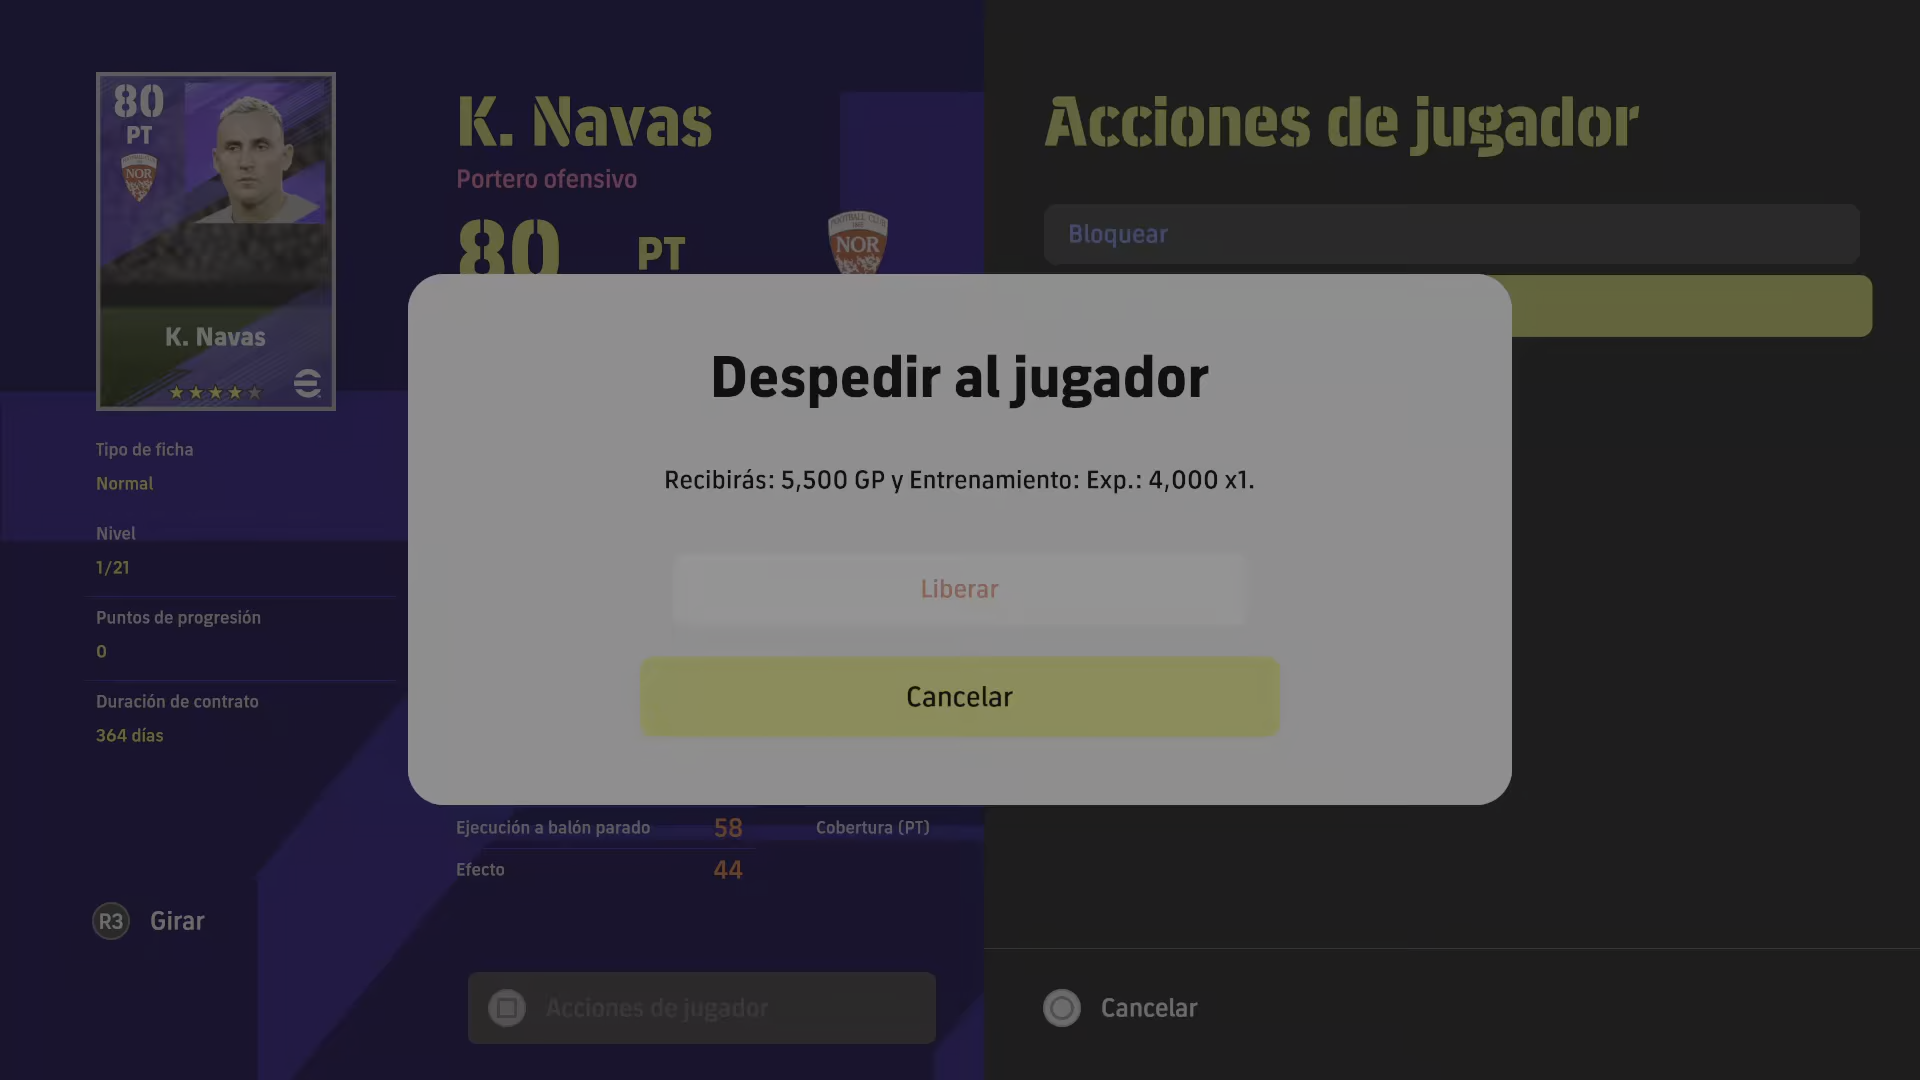 80
PT
NOR
K. Navas
K. Navas
Portero ofensivo
80
PT
FOOTBALL CLUB
NOR
Acciones de jugador
Bloquear
Despedir al jugador
Recibirás: 5,500 GP y Entrenamiento: Exp.: 4,000 x1.
Liberar
Cancelar
Tipo de ficha
Normal
Nivel
1/21
Puntos de progresión
0
Duración de contrato
364 días
Ejecución a balón parado
58
Cobertura (PT)
Efecto
44
R3
Girar
Acciones de jugador
Cancelar